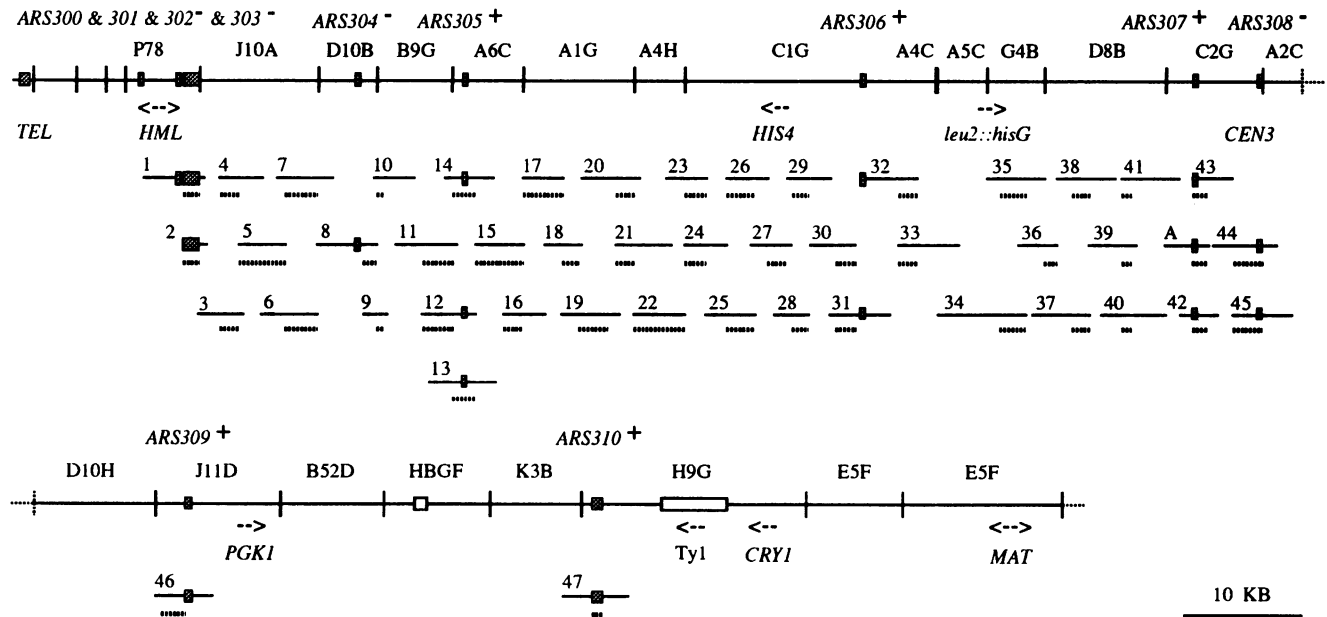 ARS300 & 301 & 302⁻ & 303⁻ ARS304⁻ ARS305⁺ ARS306⁺ ARS307⁺ ARS308⁻
P78 J10A D10B B9G A6C A1G A4H C1G A4C A5C G4B D8B C2G A2C
<--> <-- -->
TEL HML HIS4 leu2::hisG CEN3
1 4 7 10 14 17 20 23 26 29 32 35 38 41 43
2 5 8 11 15 18 21 24 27 30 33 36 39 A 44
3 6 9 12 16 19 22 25 28 31 34 37 40 42 45
13
ARS309⁺ ARS310⁺
D10H J11D B52D HBGF K3B H9G E5F E5F
--> <-- <-- <-->
PGK1 Ty1 CRY1 MAT
46 47
10 KB